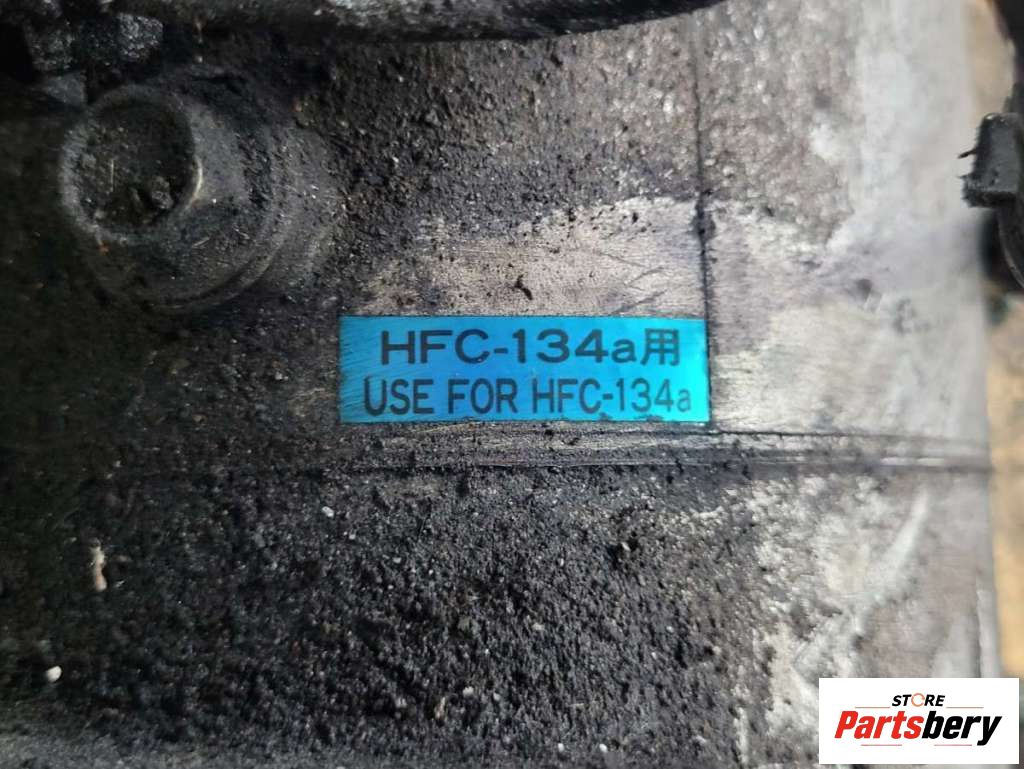 HFC-134a用
USE FOR HFC-134a
STORE
Partsbery